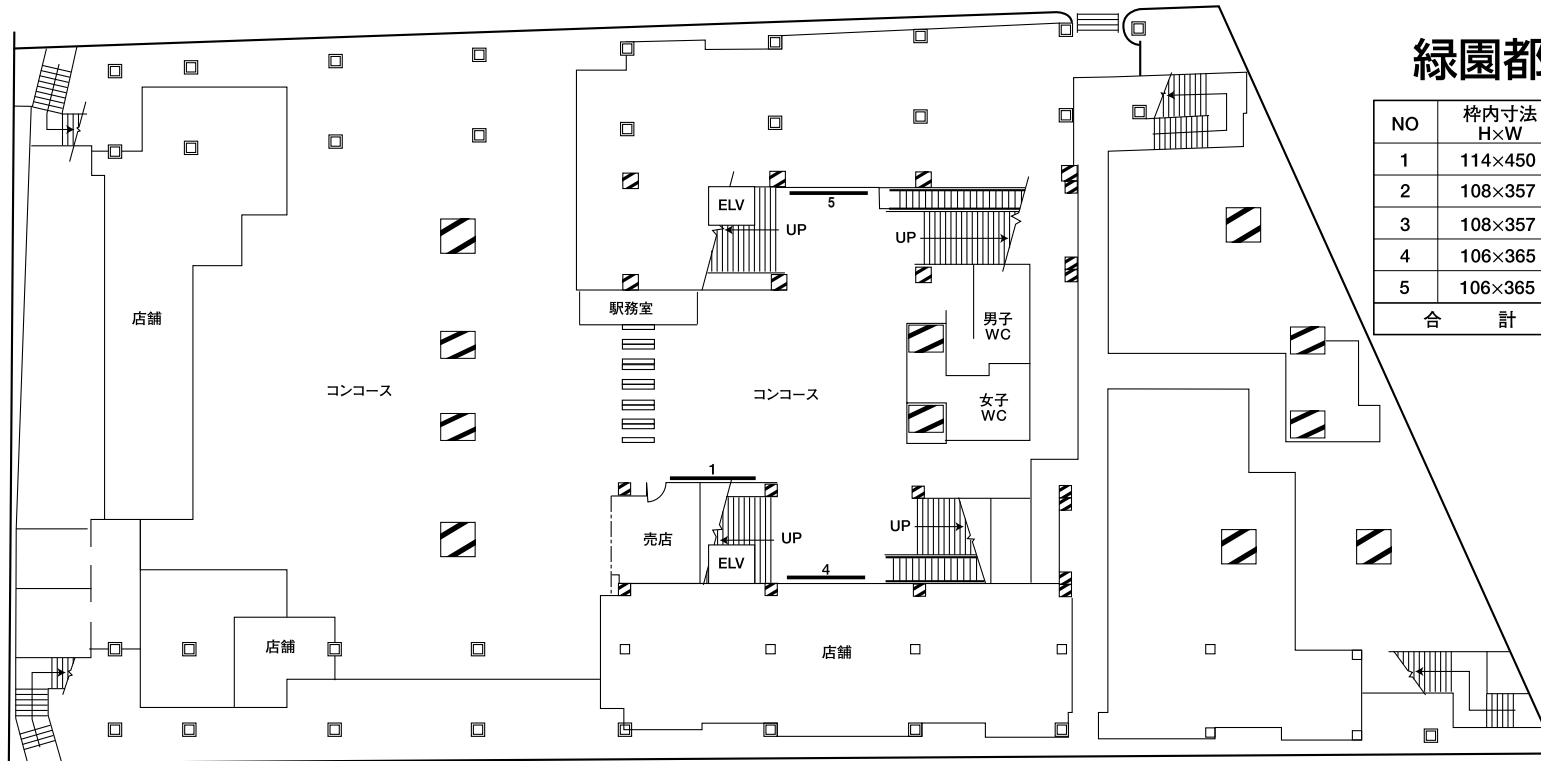 緑園都
NO 枠内寸法 H×W
1 114×450
2 108×357
3 108×357
4 106×365
5 106×365
合 計
ELV
5
UP
UP
駅務室
店舗
男子
WC
コンコース
コンコース
女子
WC
1
売店
UP
UP
ELV
4
店舗
店舗